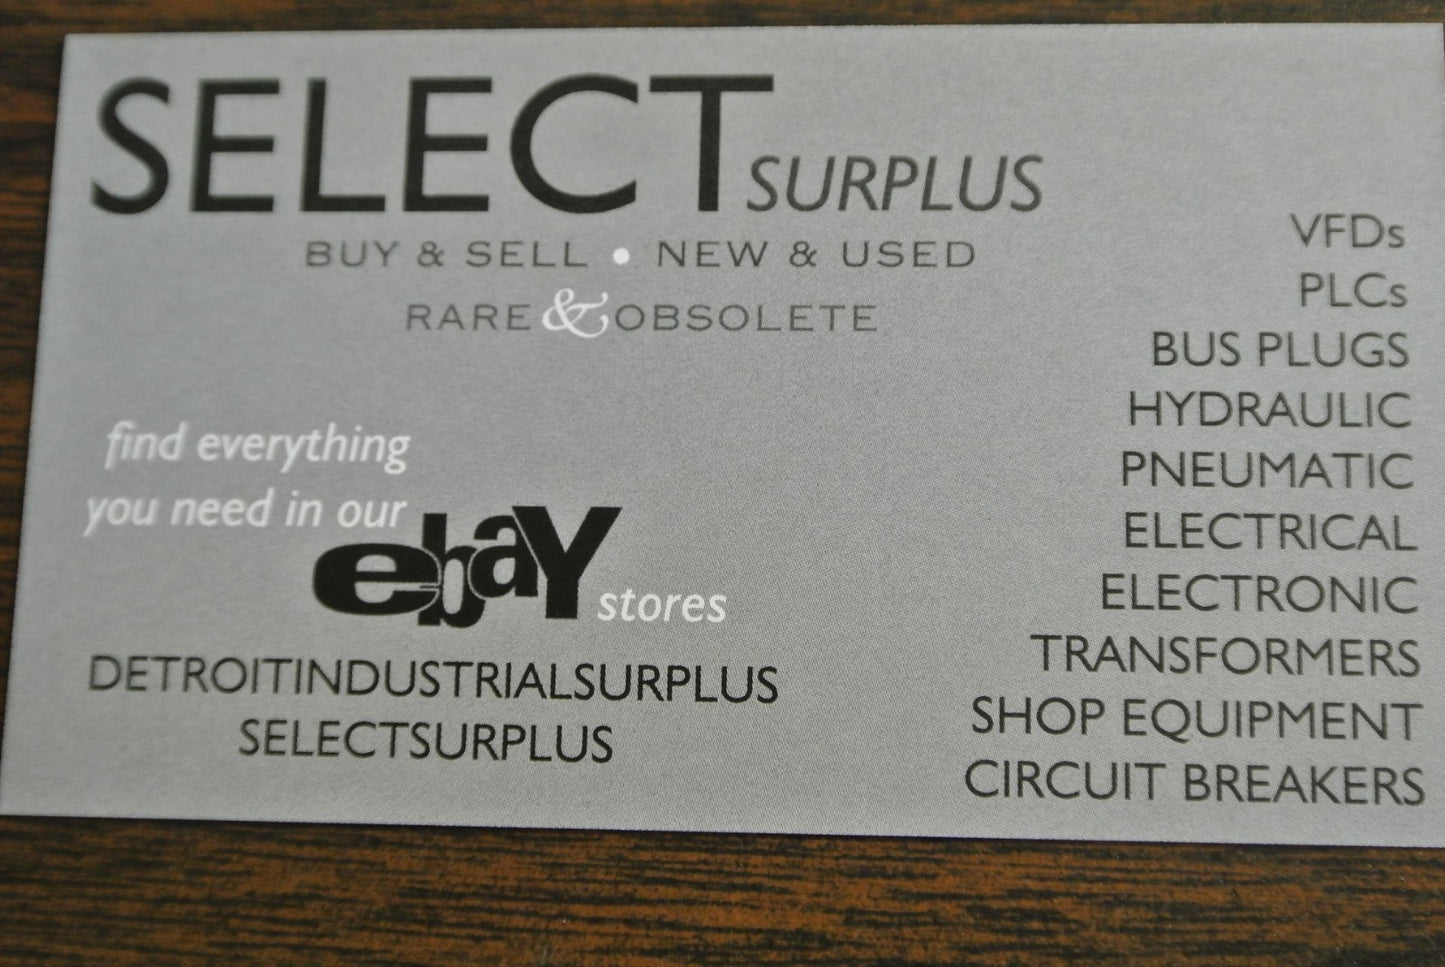 SELECT SURPLUS
BUY & SELL • NEW & USED
RARE & OBSOLETE
find everything
you need in our
ebaY stores
DETROITINDUSTRIALSURPLUS
SELECTSURPLUS
VFDs
PLCs
BUS PLUGS
HYDRAULIC
PNEUMATIC
ELECTRICAL
ELECTRONIC
TRANSFORMERS
SHOP EQUIPMENT
CIRCUIT BREAKERS